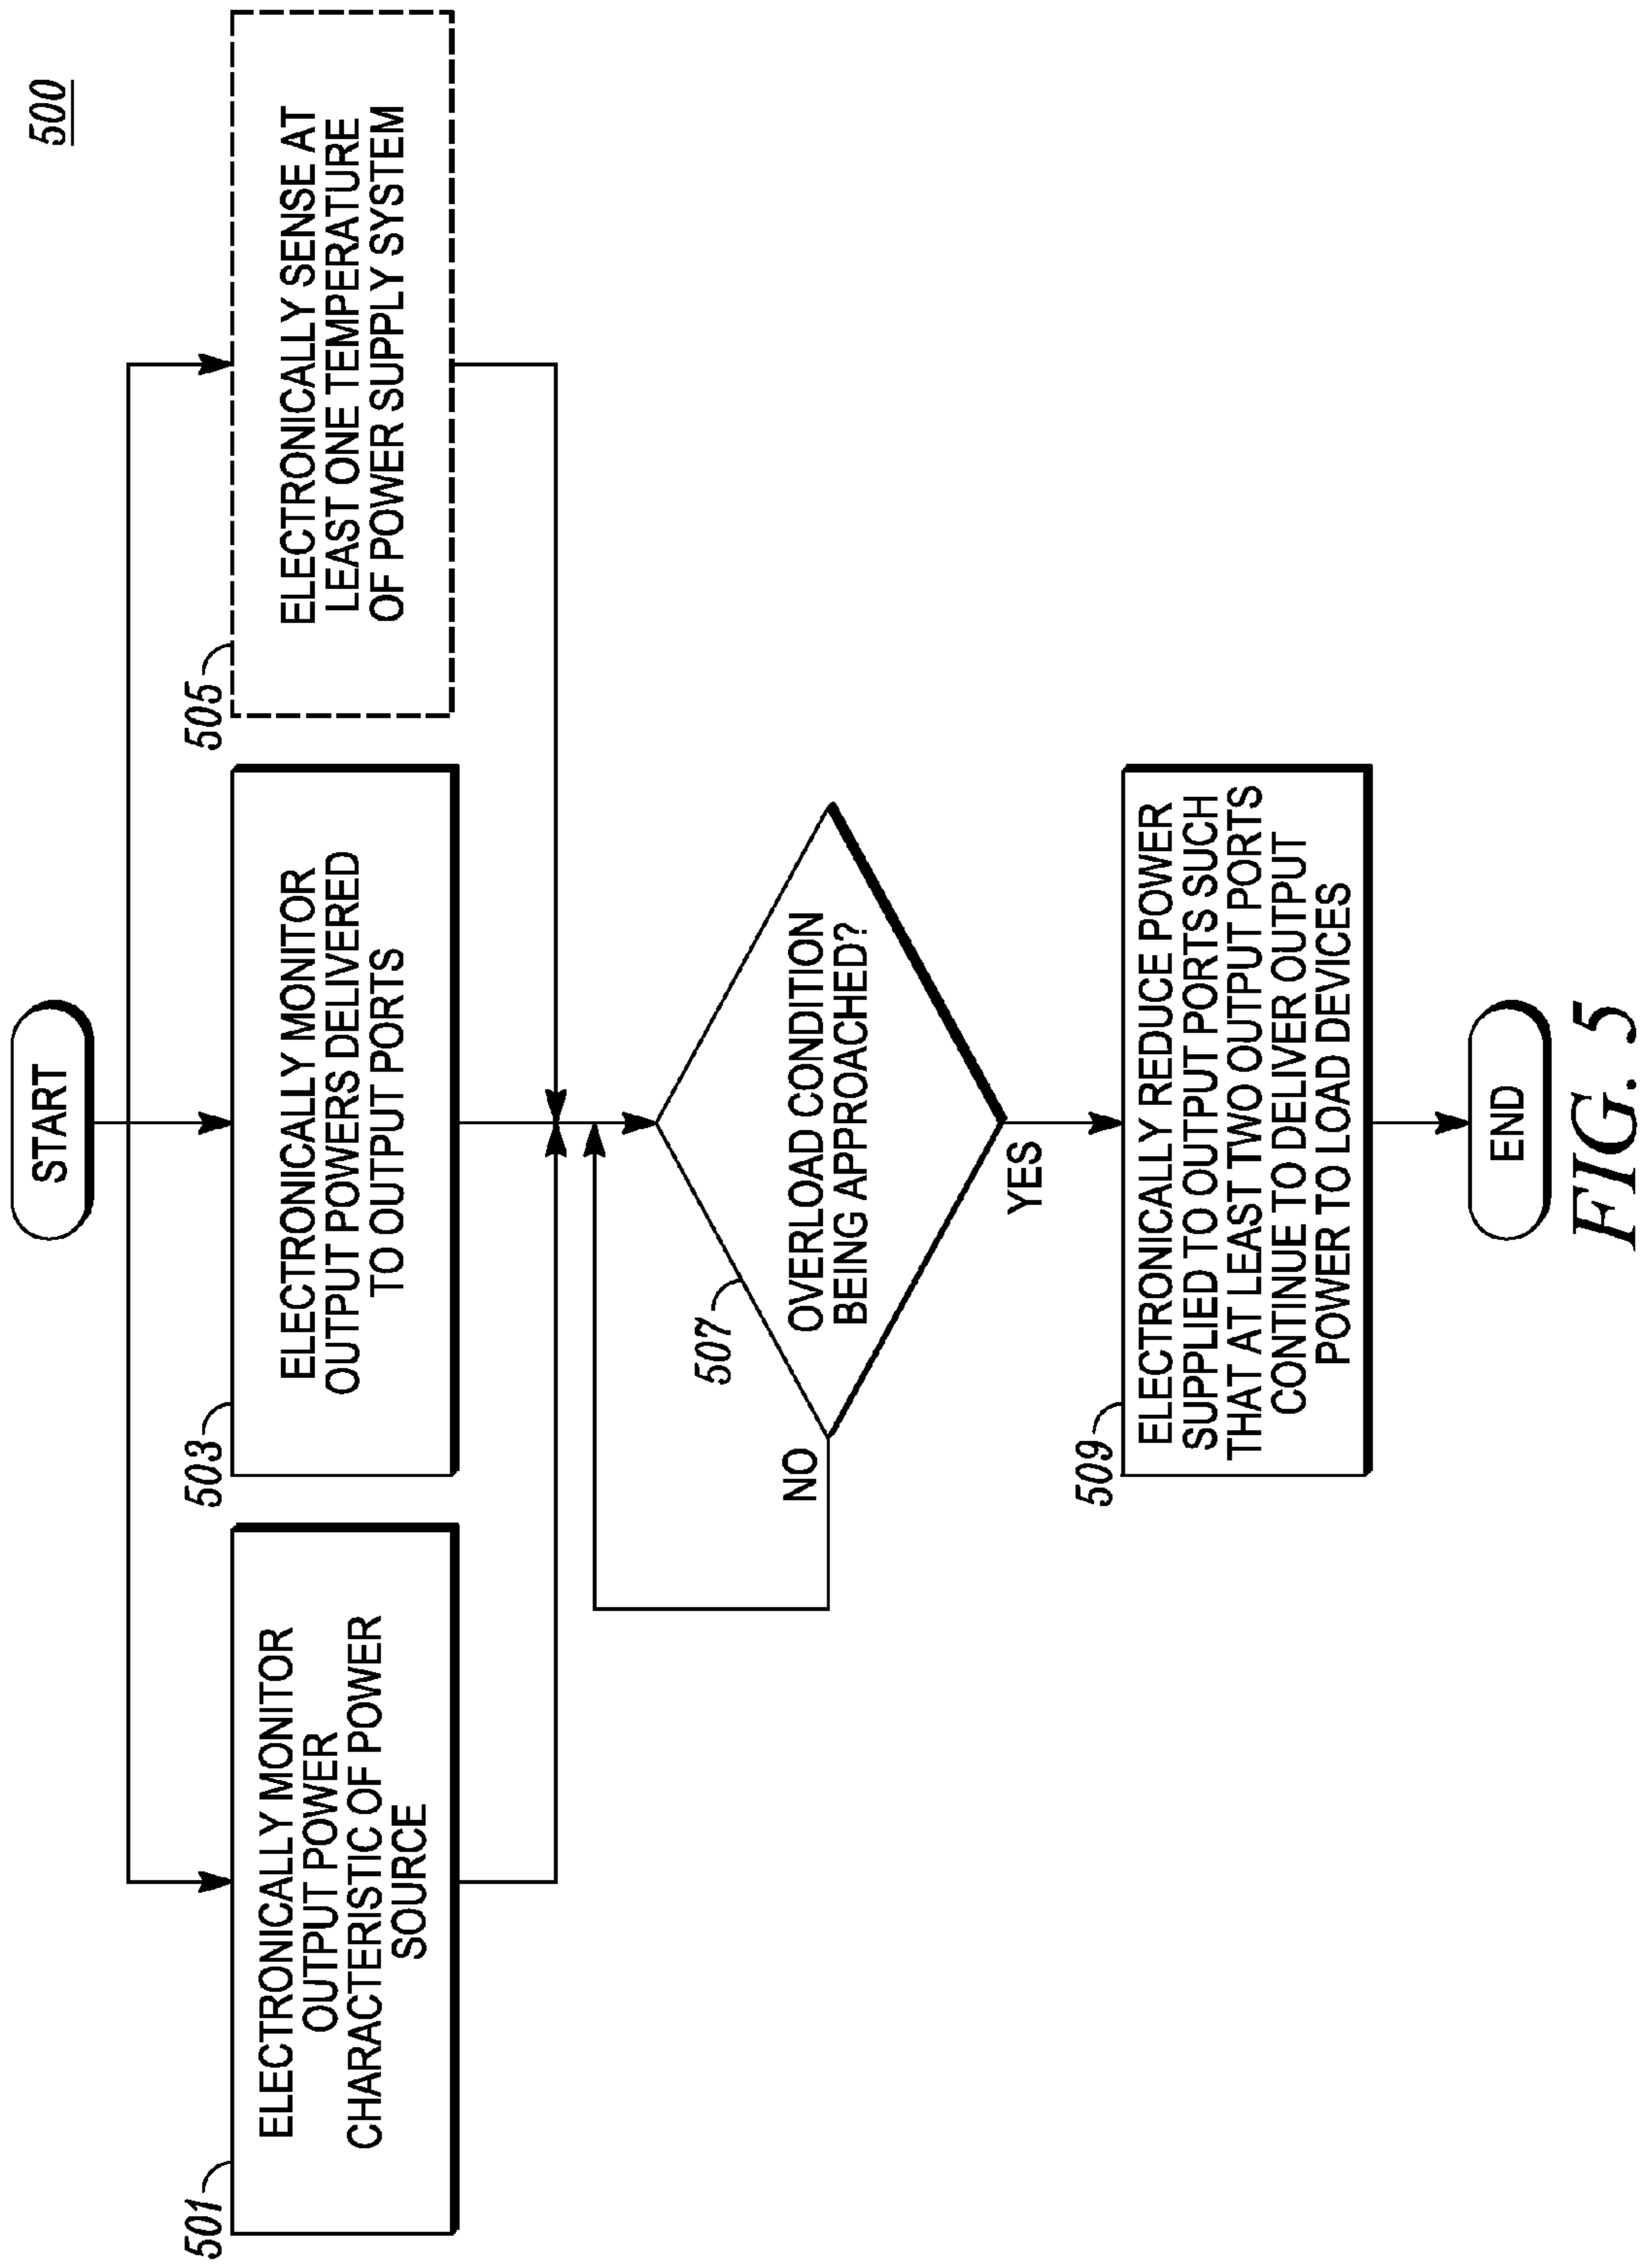 500
START
501
ELECTRONICALLY MONITOR
OUTPUT POWER
CHARACTERISTIC OF POWER
SOURCE
503
ELECTRONICALLY MONITOR
OUTPUT POWERS DELIVERED
TO OUTPUT PORTS
505
ELECTRONICALLY SENSE AT
LEAST ONE TEMPERATURE
OF POWER SUPPLY SYSTEM
507
OVERLOAD CONDITION
BEING APPROACHED?
NO
YES
509
ELECTRONICALLY REDUCE POWER
SUPPLIED TO OUTPUT PORTS SUCH
THAT AT LEAST TWO OUTPUT PORTS
CONTINUE TO DELIVER OUTPUT
POWER TO LOAD DEVICES
END
FIG. 5